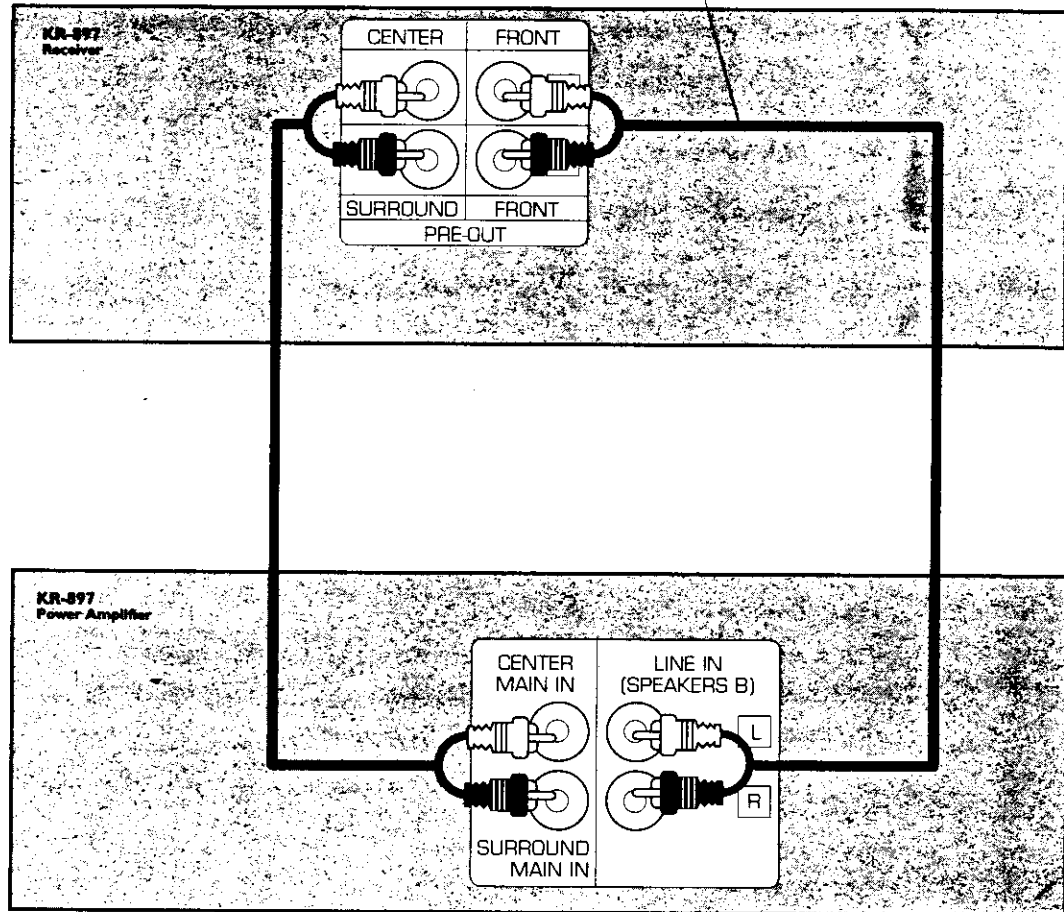 KR-897
Receiver
CENTER
FRONT
SURROUND
FRONT
PRE-OUT
KR-897
Power Amplifier
CENTER
MAIN IN
LINE IN
(SPEAKERS B)
L
R
SURROUND
MAIN IN